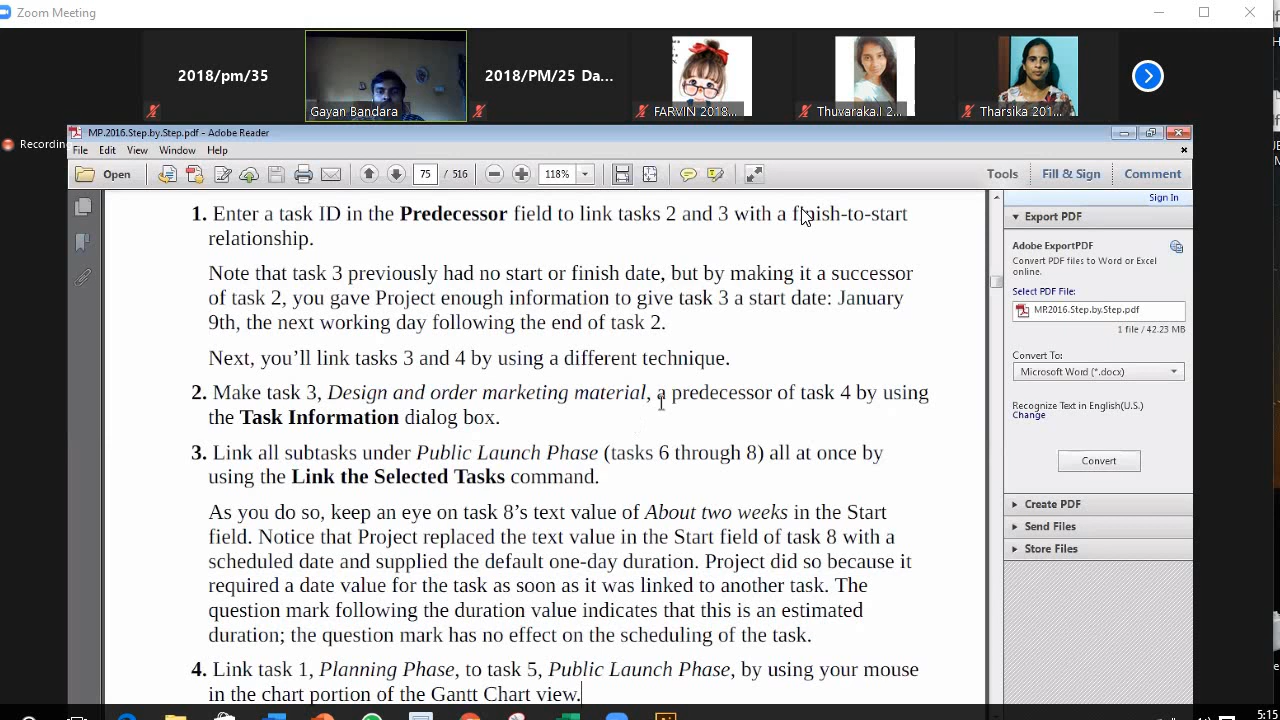 Zoom Meeting
2018/pm/35
Gayan Bandara
2018/PM/25 Da...
FARVIN 2018...
Thuvaraka.I 2...
Tharsika 201...
Recording
MP.2016.Step.by.Step.pdf - Adobe Reader
File Edit View Window Help
Open
75 / 516
118%
Tools Fill & Sign Comment
Sign In
1. Enter a task ID in the Predecessor field to link tasks 2 and 3 with a finish-to-start
relationship.
Note that task 3 previously had no start or finish date, but by making it a successor
of task 2, you gave Project enough information to give task 3 a start date: January
9th, the next working day following the end of task 2.
Next, you’ll link tasks 3 and 4 by using a different technique.
2. Make task 3, Design and order marketing material, a predecessor of task 4 by using
the Task Information dialog box.
3. Link all subtasks under Public Launch Phase (tasks 6 through 8) all at once by
using the Link the Selected Tasks command.
As you do so, keep an eye on task 8’s text value of About two weeks in the Start
field. Notice that Project replaced the text value in the Start field of task 8 with a
scheduled date and supplied the default one-day duration. Project did so because it
required a date value for the task as soon as it was linked to another task. The
question mark following the duration value indicates that this is an estimated
duration; the question mark has no effect on the scheduling of the task.
4. Link task 1, Planning Phase, to task 5, Public Launch Phase, by using your mouse
in the chart portion of the Gantt Chart view.
Export PDF
Adobe ExportPDF
Convert PDF files to Word or Excel
online.
Select PDF File:
MP.2016.Step.by.Step.pdf
1 file / 42.23 MB
Convert To:
Microsoft Word (*.docx)
Recognize Text in English(U.S.)
Change
Convert
Create PDF
Send Files
Store Files
5:15